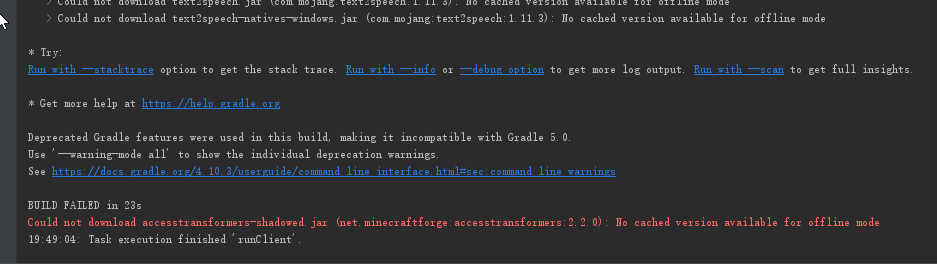 > Could not download text2speech.jar (com.mojang:text2speech:1.11.3): No cached version available for offline mode
> Could not download text2speech-natives-windows.jar (com.mojang:text2speech:1.11.3): No cached version available for offline mode
* Try:
Run with --stacktrace option to get the stack trace. Run with --info or --debug option to get more log output. Run with --scan to get full insights.
* Get more help at https://help.gradle.org
Deprecated Gradle features were used in this build, making it incompatible with Gradle 5.0.
Use '--warning-mode all' to show the individual deprecation warnings.
See https://docs.gradle.org/4.10.3/userguide/command_line_interface.html#sec:command_line_warnings
BUILD FAILED in 23s
Could not download accesstransformers-shadowed.jar (net.minecraftforge:accesstransformers:2.2.0): No cached version available for offline mode
19:49:04: Task execution finished 'runClient'.